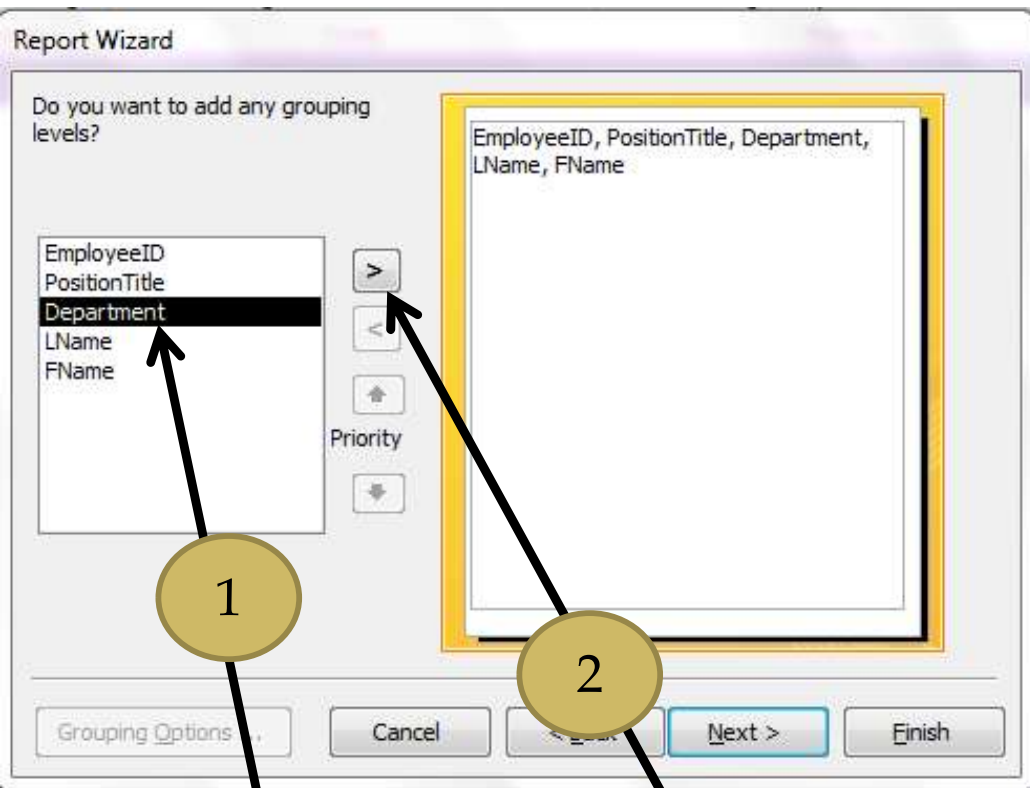 Report Wizard
Do you want to add any grouping
levels?
EmployeeID, PositionTitle, Department,
LName, FName
EmployeeID
PositionTitle
Department
LName
FName
>
<
Priority
1
2
Grouping Options ...
Cancel
<
Next >
Finish